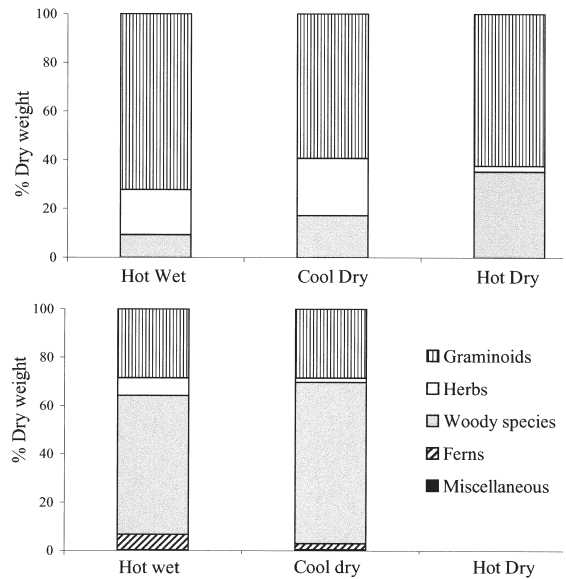 100
80
60
40
20
0
% Dry weight
Hot Wet
Cool Dry
Hot Dry
100
80
60
40
20
0
% Dry weight
Graminoids
Herbs
Woody species
Ferns
Miscellaneous
Hot wet
Cool dry
Hot Dry